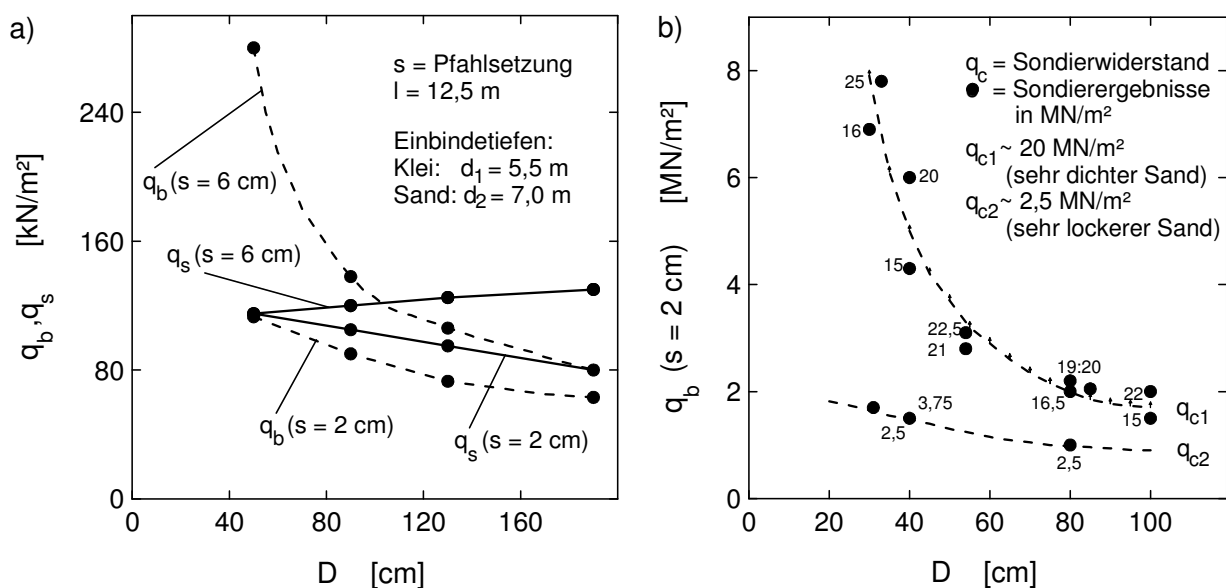 a)
s = Pfahlsetzung
l = 12,5 m
Einbindetiefen:
Klei: d1 = 5,5 m
Sand: d2 = 7,0 m
qb (s = 6 cm)
qs (s = 6 cm)
qb (s = 2 cm)
qs (s = 2 cm)
qb, qs [kN/m²]
240
160
80
0
0 40 80 120 160
D [cm]
b)
qc = Sondierwiderstand
● = Sondierergebnisse
in MN/m²
qc1 ~ 20 MN/m²
(sehr dichter Sand)
qc2 ~ 2,5 MN/m²
(sehr lockerer Sand)
25
16
20
15
22,5
21
19:20
16,5
22
15
3,75
2,5
2,5
qc1
qc2
qb (s = 2 cm) [MN/m²]
8
6
4
2
0
0 20 40 60 80 100
D [cm]